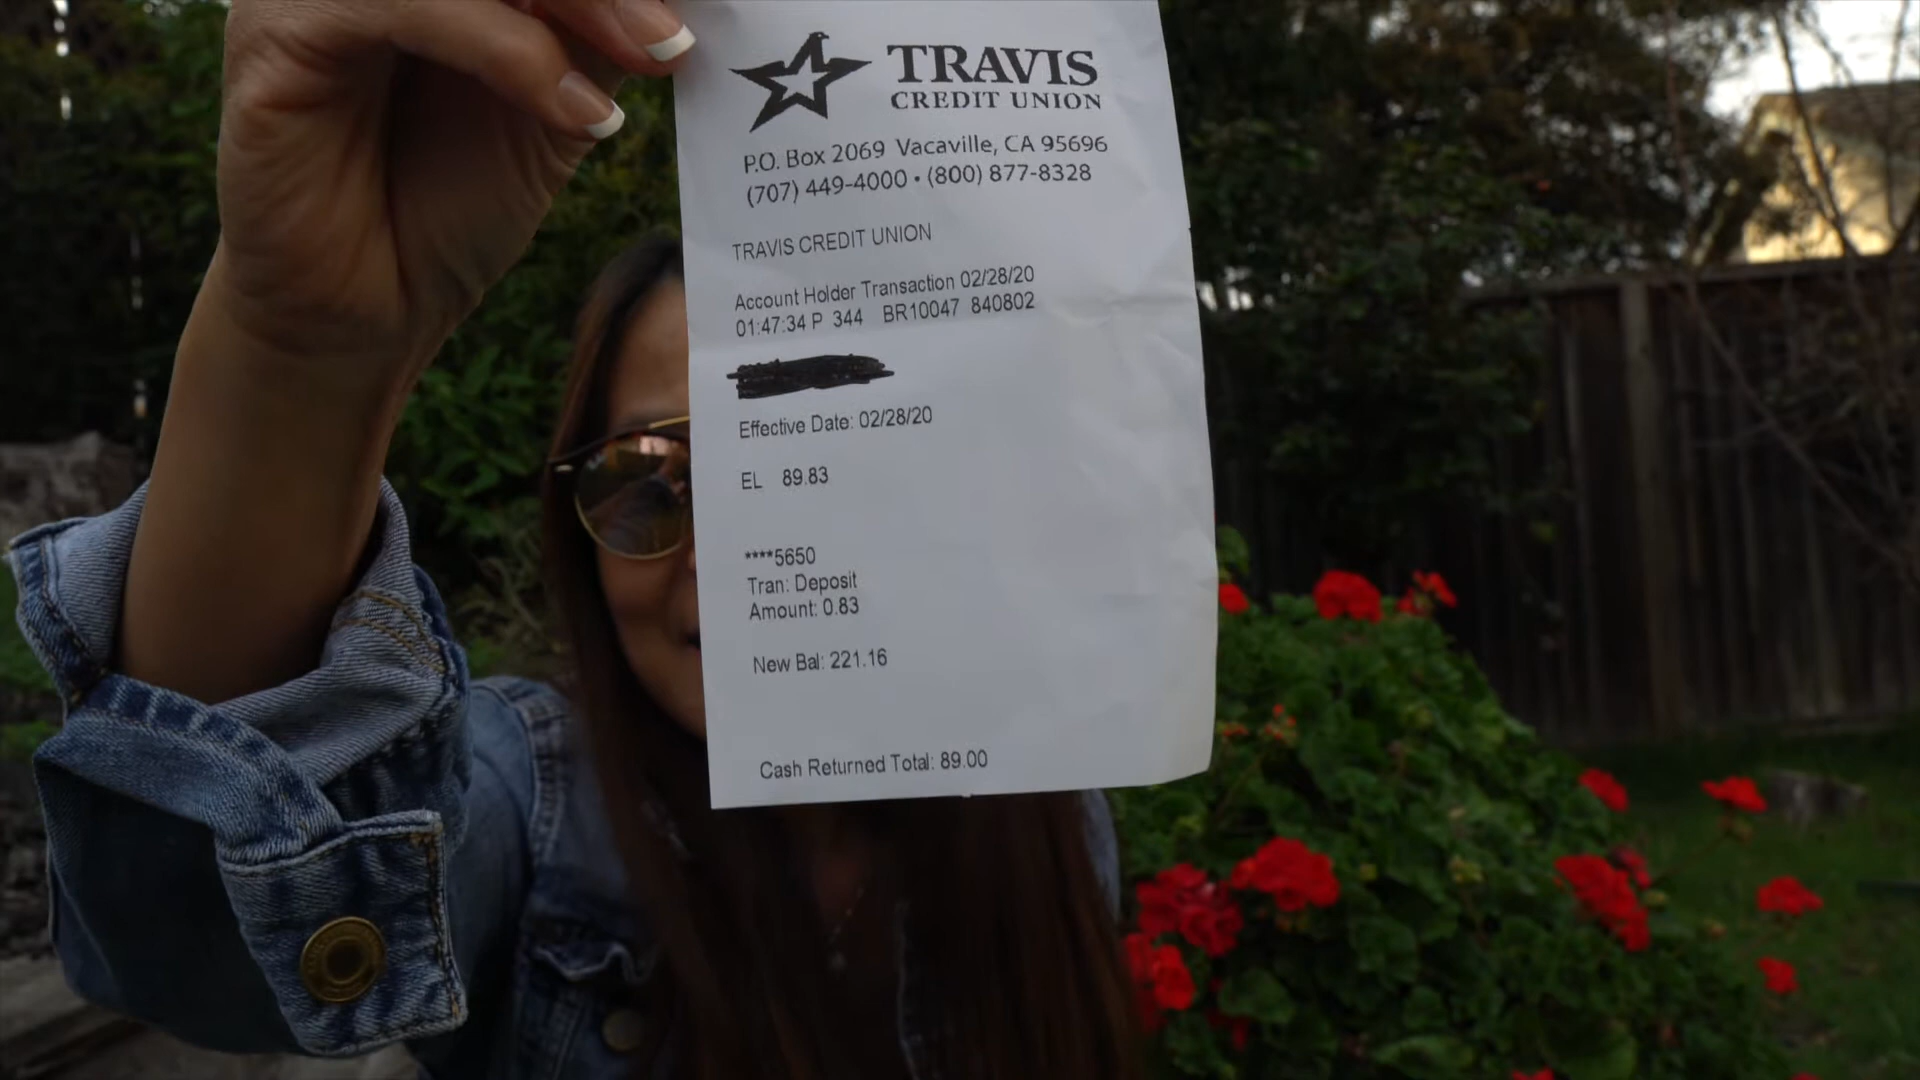 TRAVIS
CREDIT UNION
P.O. Box 2069 Vacaville, CA 95696
(707) 449-4000 • (800) 877-8328
TRAVIS CREDIT UNION
Account Holder Transaction 02/28/20
01:47:34 P 344 BR10047 840802
Effective Date: 02/28/20
EL 89.83
****5650
Tran: Deposit
Amount: 0.83
New Bal: 221.16
Cash Returned Total: 89.00